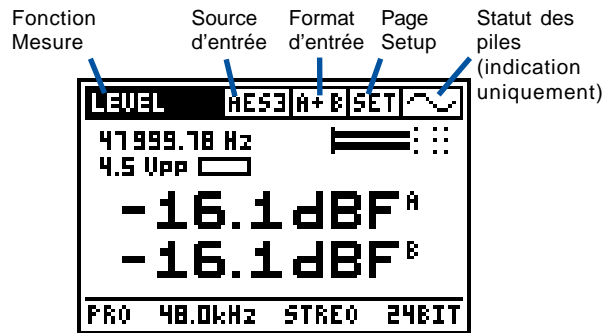 Fonction Mesure
Source d'entrée
Format d'entrée
Page Setup
Statut des piles (indication uniquement)
LEVEL AES3 A+B SET
47999.78 Hz
4.5 Vpp
-16.1dBF A
-16.1dBF B
PRO 48.0kHz STREO 24BIT